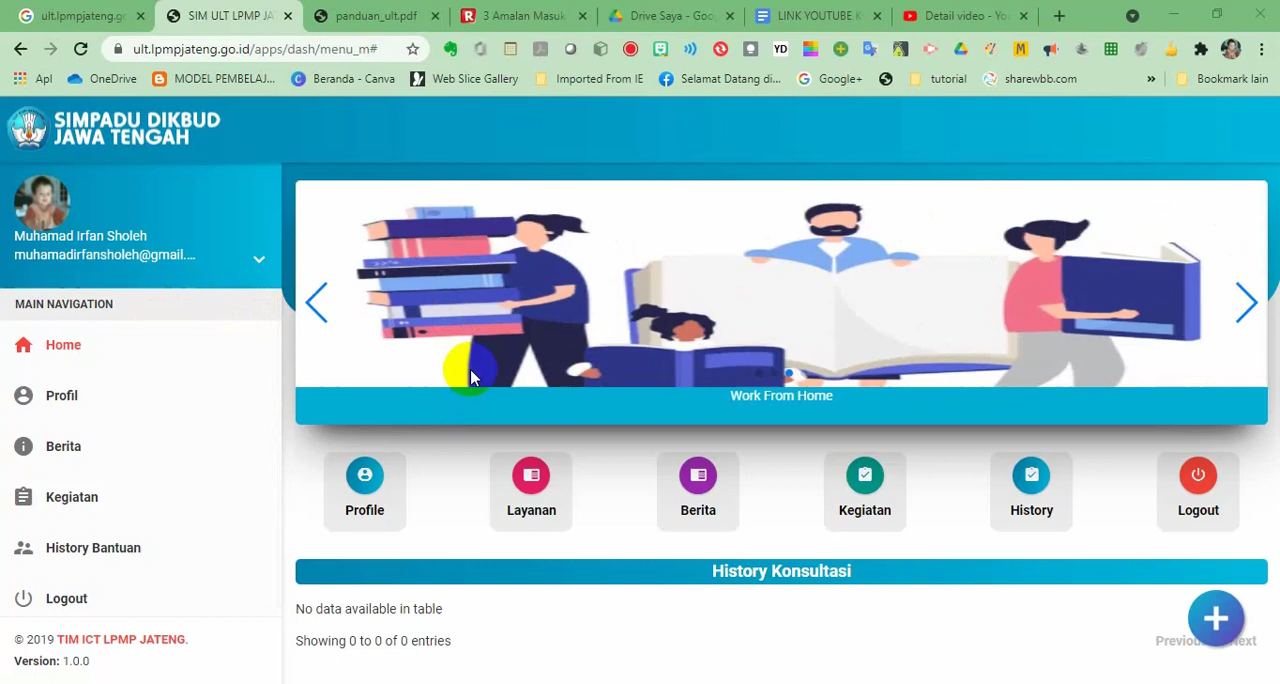 ult.lpmpjateng.g
SIM ULT LPMP JA
panduan_ult.pdf
3 Amalan Masuk
Drive Saya - Goo
LINK YOUTUBE K
Detail video - Yo
ult.lpmpjateng.go.id/apps/dash/menu_m#
YD
M
Apl
OneDrive
MODEL PEMBELAJ...
Beranda - Canva
Web Slice Gallery
Imported From IE
Selamat Datang di...
Google+
tutorial
sharewbb.com
»
Bookmark lain
SIMPADU DIKBUD
JAWA TENGAH
Muhamad Irfan Sholeh
muhamadirfansholeh@gmail....
MAIN NAVIGATION
Home
Profil
Berita
Kegiatan
History Bantuan
Logout
© 2019 TIM ICT LPMP JATENG.
Version: 1.0.0
Work From Home
Profile
Layanan
Berita
Kegiatan
History
Logout
History Konsultasi
No data available in table
Showing 0 to 0 of 0 entries
Previous Next